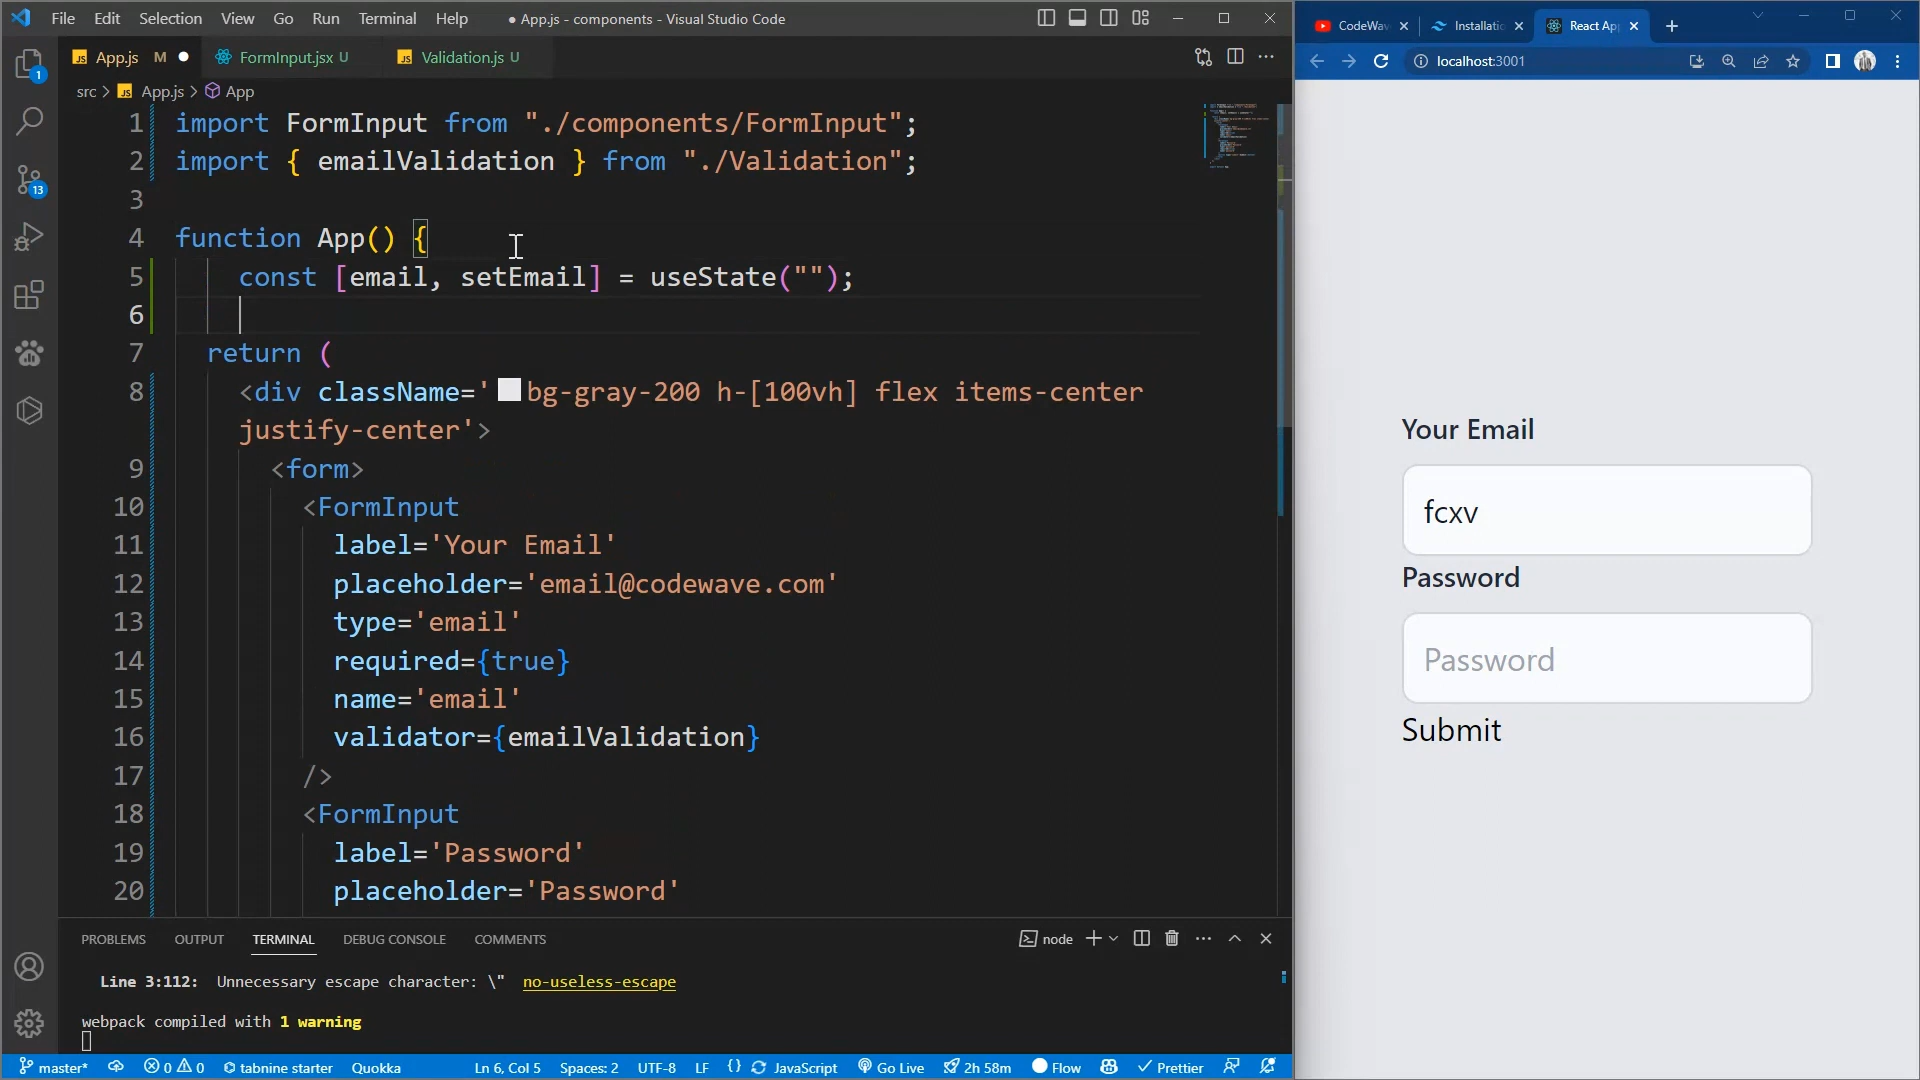 File Edit Selection View Go Run Terminal Help ● App.js - components - Visual Studio Code
App.js M ● FormInput.jsx U Validation.js U
src > App.js > App
1 import FormInput from "./components/FormInput";
2 import { emailValidation } from "./Validation";
3
4 function App() {
5 const [email, setEmail] = useState("");
6
7 return (
8 <div className='bg-gray-200 h-[100vh] flex items-center
justify-center'>
9 <form>
10 <FormInput
11 label='Your Email'
12 placeholder='email@codewave.com'
13 type='email'
14 required={true}
15 name='email'
16 validator={emailValidation}
17 />
18 <FormInput
19 label='Password'
20 placeholder='Password'
1
13
PROBLEMS OUTPUT TERMINAL DEBUG CONSOLE COMMENTS
node
Line 3:112: Unnecessary escape character: \" no-useless-escape
webpack compiled with 1 warning
master* 0 0 tabnine starter Quokka Ln 6, Col 5 Spaces: 2 UTF-8 LF {} JavaScript Go Live 2h 58m Flow Prettier
CodeWav Installatio React App
localhost:3001
Your Email
fcxv
Password
Password
Submit